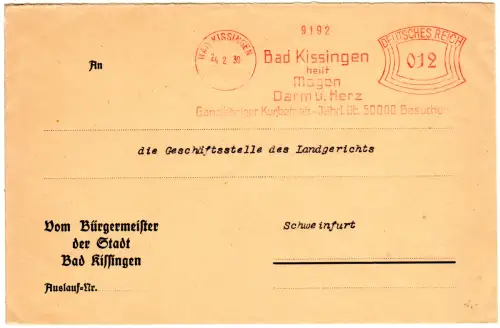 9192
BAD KISSINGEN
24 2 30
DEUTSCHES REICH
012
Bad Kissingen
heilt
Magen
Darm u. Herz
Ganzjähriger Kurbetrieb - Jährl. üb. 50000 Besucher
An
die Geschäftsstelle des Landgerichts
Schweinfurt
Vom Bürgermeister
der Stadt
Bad Kissingen
Auslauf-Nr.